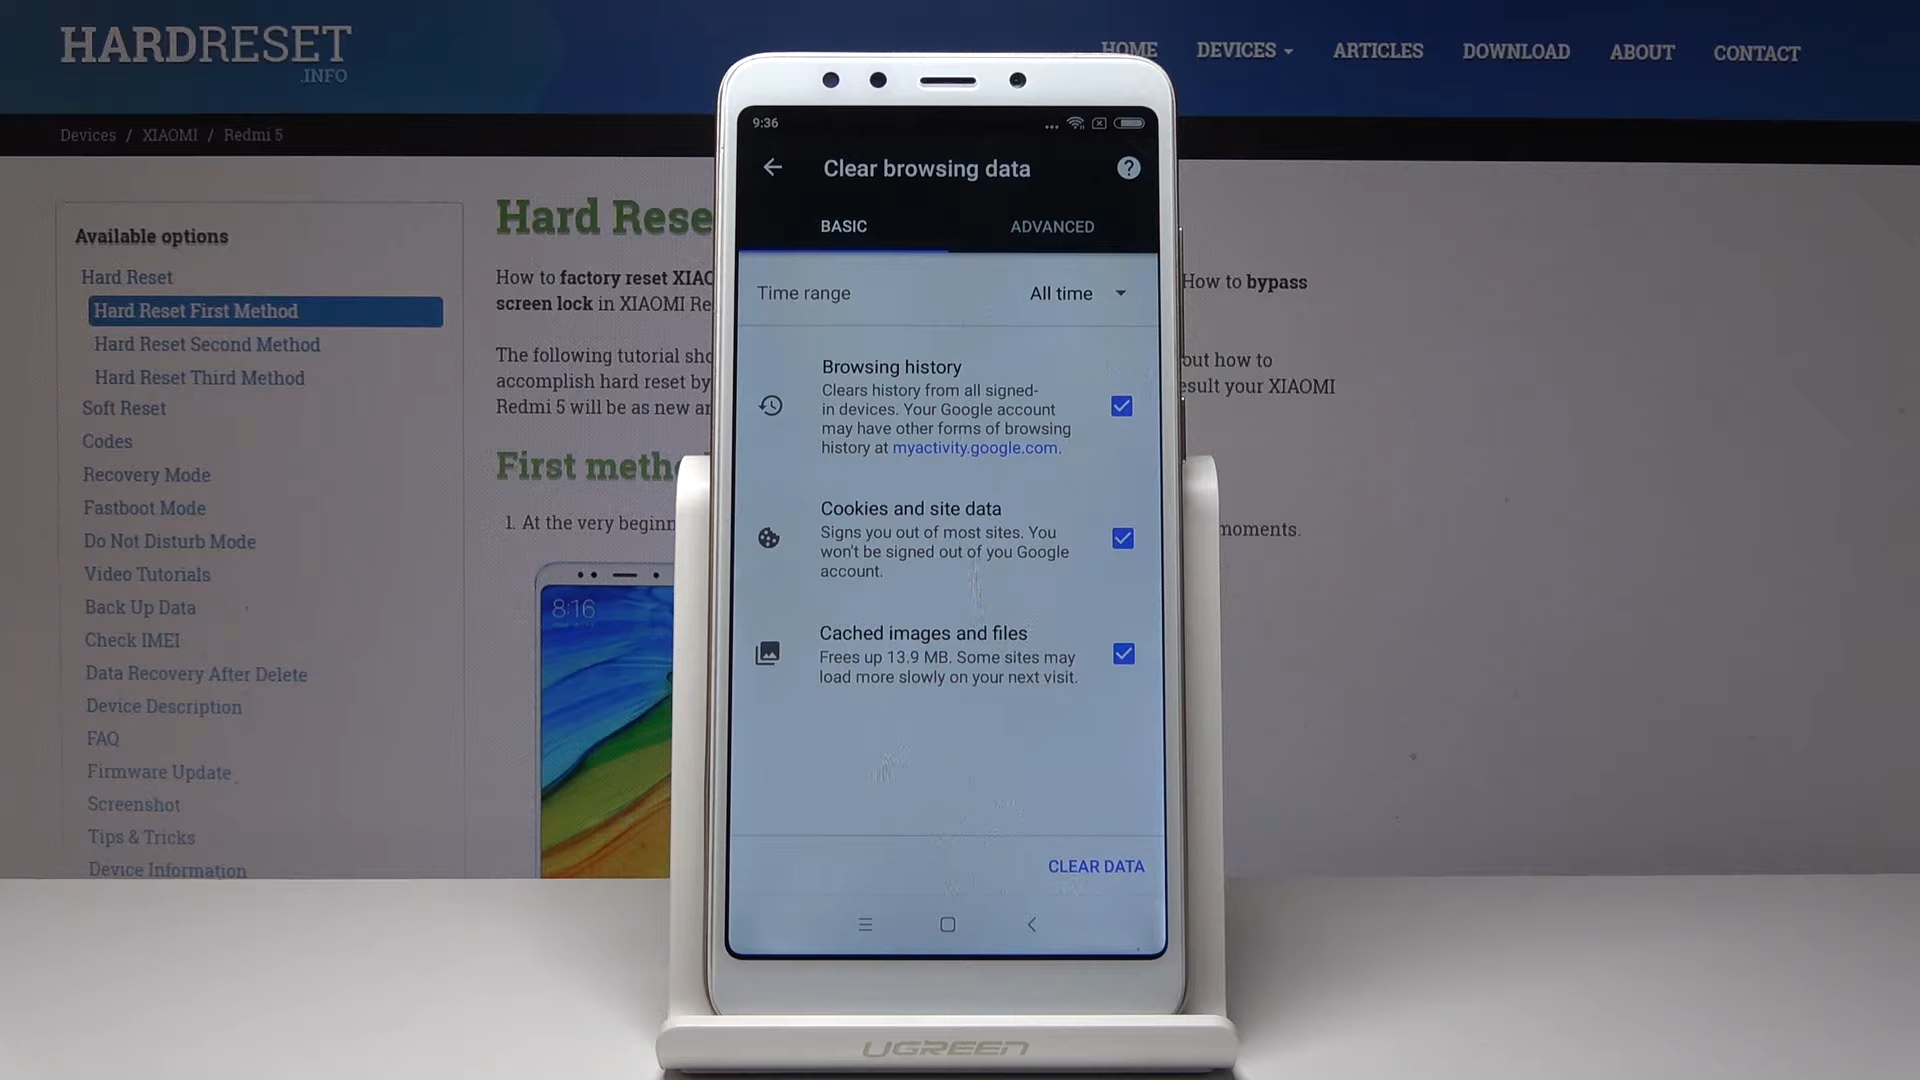 HARDRESET
.INFO
HOME DEVICES ARTICLES DOWNLOAD ABOUT CONTACT
Devices / XIAOMI / Redmi 5
Available options
Hard Reset
Hard Reset First Method
Hard Reset Second Method
Hard Reset Third Method
Soft Reset
Codes
Recovery Mode
Fastboot Mode
Do Not Disturb Mode
Video Tutorials
Back Up Data
Check IMEI
Data Recovery After Delete
Device Description
FAQ
Firmware Update
Screenshot
Tips & Tricks
Device Information
Hard Rese
How to factory reset XIAO
How to bypass
screen lock in XIAOMI Re
The following tutorial sho
out how to
accomplish hard reset by
esult your XIAOMI
Redmi 5 will be as new an
First meth
1. At the very beginn
moments.
8:16
9:36
Clear browsing data
BASIC ADVANCED
Time range All time
Browsing history
Clears history from all signed-
in devices. Your Google account
may have other forms of browsing
history at myactivity.google.com.
Cookies and site data
Signs you out of most sites. You
won't be signed out of you Google
account.
Cached images and files
Frees up 13.9 MB. Some sites may
load more slowly on your next visit.
CLEAR DATA
UGREEN